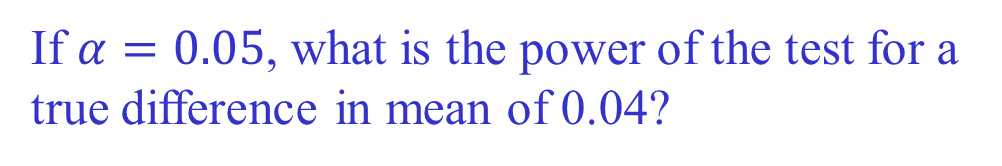 If α = 0.05, what is the power of the test for a
true difference in mean of 0.04?